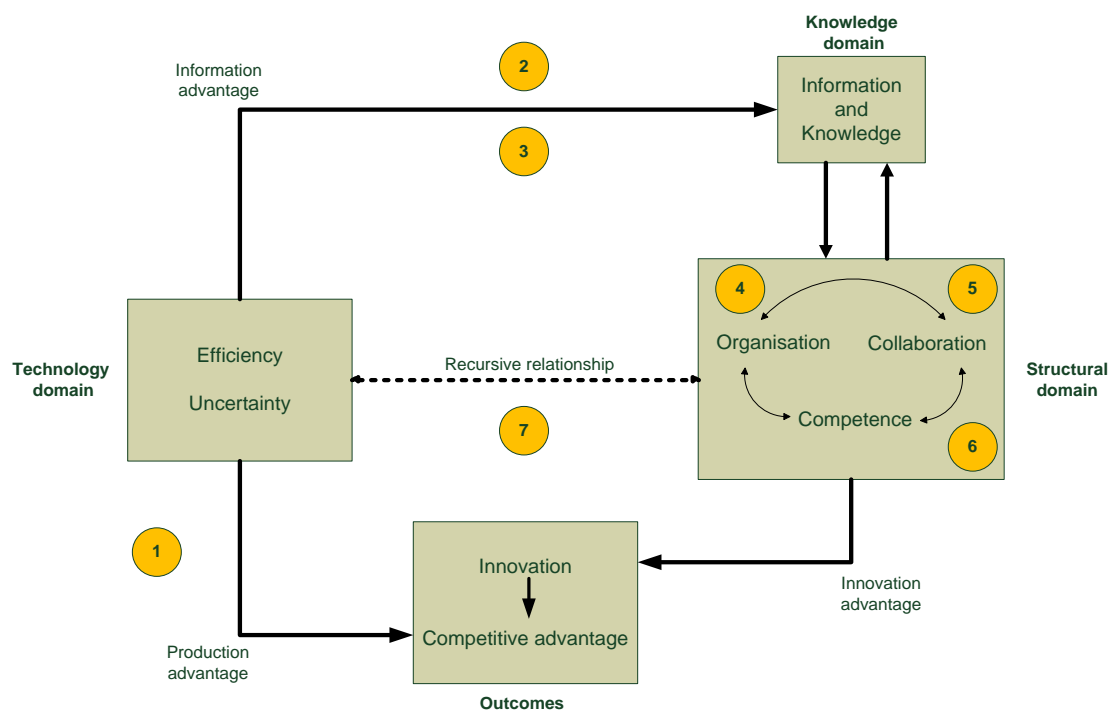 Knowledge
domain
Information
advantage
2
Information
and
Knowledge
3
4
5
Organisation
Collaboration
Competence
6
Structural
domain
Technology
domain
Efficiency
Uncertainty
Recursive relationship
7
1
Innovation
Competitive advantage
Innovation
advantage
Production
advantage
Outcomes